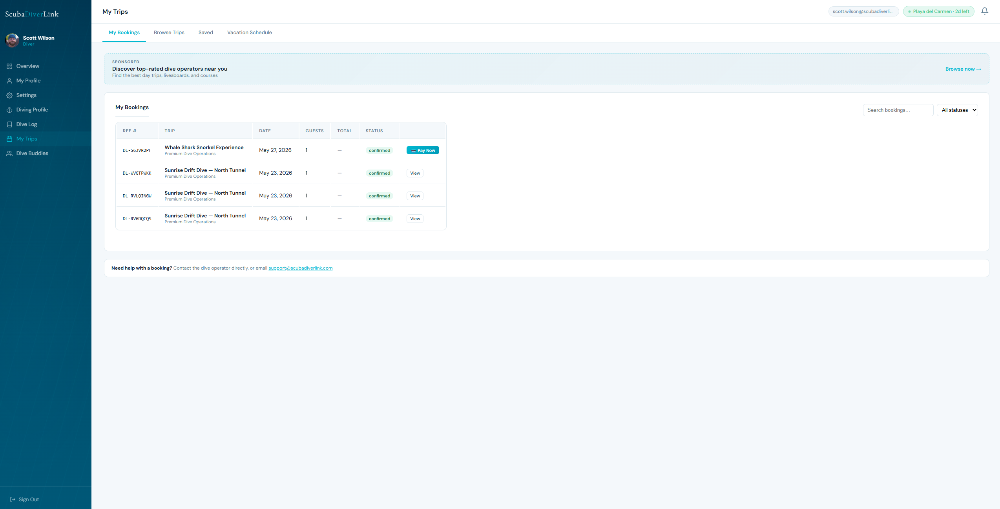 ScubaDiverLink
Scott Wilson
Diver
Overview
My Profile
Settings
Diving Profile
Dive Log
My Trips
Dive Buddies
Sign Out
My Trips
scott.wilson@scubadiverli...
Playa del Carmen · 2d left
My Bookings Browse Trips Saved Vacation Schedule
SPONSORED
Discover top-rated dive operators near you
Find the best day trips, liveaboards, and courses
Browse now →
My Bookings
Search bookings...
All statuses
REF # TRIP DATE GUESTS TOTAL STATUS
DL-S63VR2PF Whale Shark Snorkel Experience May 27, 2026 1 — confirmed Pay Now
Premium Dive Operations
DL-WVGTPWKK Sunrise Drift Dive — North Tunnel May 23, 2026 1 — confirmed View
Premium Dive Operations
DL-RVLQINGW Sunrise Drift Dive — North Tunnel May 23, 2026 1 — confirmed View
Premium Dive Operations
DL-RV6DQCQS Sunrise Drift Dive — North Tunnel May 23, 2026 1 — confirmed View
Premium Dive Operations
Need help with a booking? Contact the dive operator directly, or email support@scubadiverlink.com